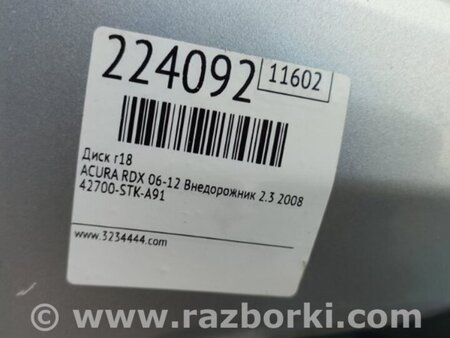 224092
11602
Диск r18
ACURA RDX 06-12 Внедорожник 2.3 2008
42700-STK-A91
www.3234444.com
© www.razborki.com